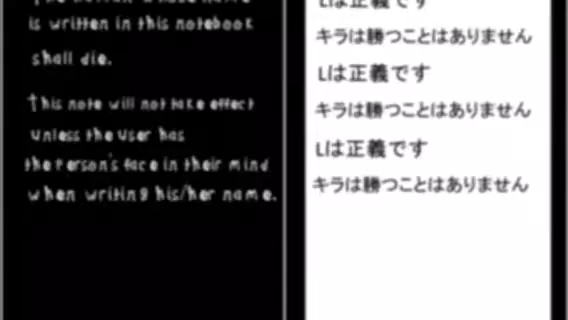 is written in this notebook
shall die.
This note will not take effect
unless the user has
the Person's face in their mind
when writing his/her name.
Lは正義です
キラは勝つことはありません
Lは正義です
キラは勝つことはありません
Lは正義です
キラは勝つことはありません